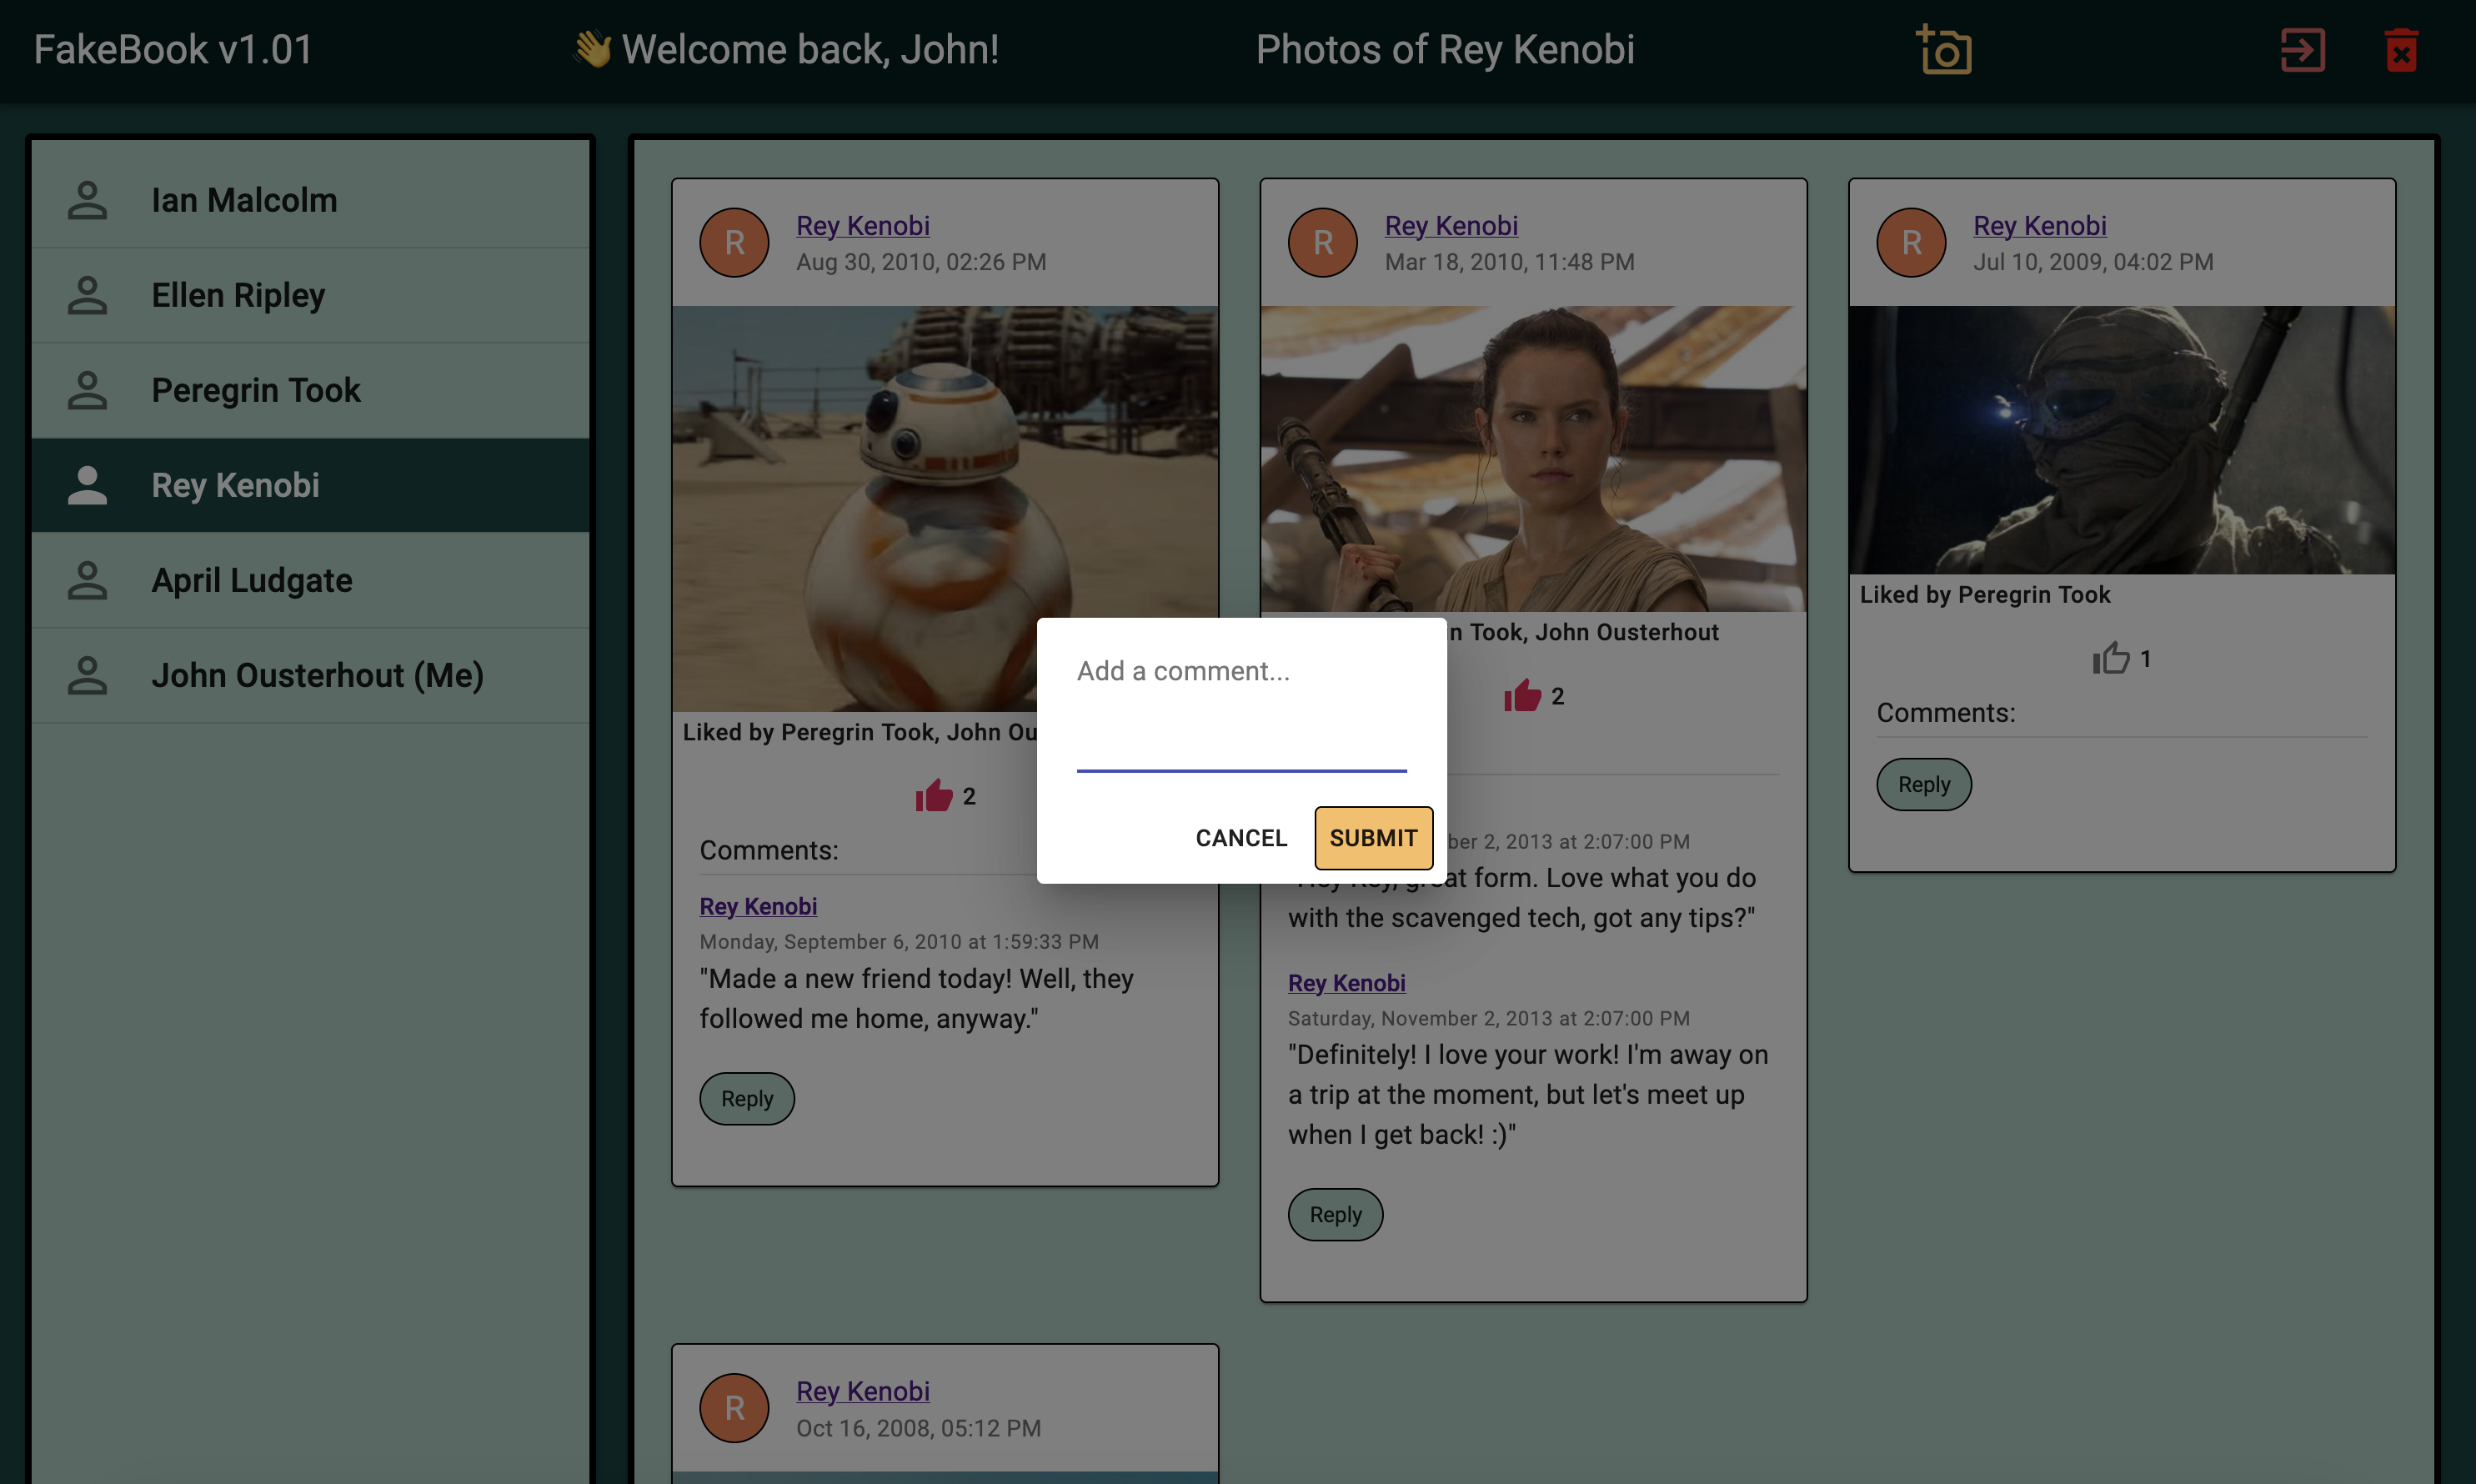 FakeBook v1.01
👋 Welcome back, John!
Photos of Rey Kenobi
Ian Malcolm
Ellen Ripley
Peregrin Took
Rey Kenobi
April Ludgate
John Ousterhout (Me)
R
Rey Kenobi
Aug 30, 2010, 02:26 PM
Liked by Peregrin Took, John Ou
2
Comments:
Rey Kenobi
Monday, September 6, 2010 at 1:59:33 PM
"Made a new friend today! Well, they
followed me home, anyway."
Reply
R
Rey Kenobi
Mar 18, 2010, 11:48 PM
n Took, John Ousterhout
2
ber 2, 2013 at 2:07:00 PM
great form. Love what you do
with the scavenged tech, got any tips?"
Rey Kenobi
Saturday, November 2, 2013 at 2:07:00 PM
"Definitely! I love your work! I'm away on
a trip at the moment, but let's meet up
when I get back! :)"
Reply
R
Rey Kenobi
Jul 10, 2009, 04:02 PM
Liked by Peregrin Took
1
Comments:
Reply
Add a comment...
CANCEL
SUBMIT
R
Rey Kenobi
Oct 16, 2008, 05:12 PM